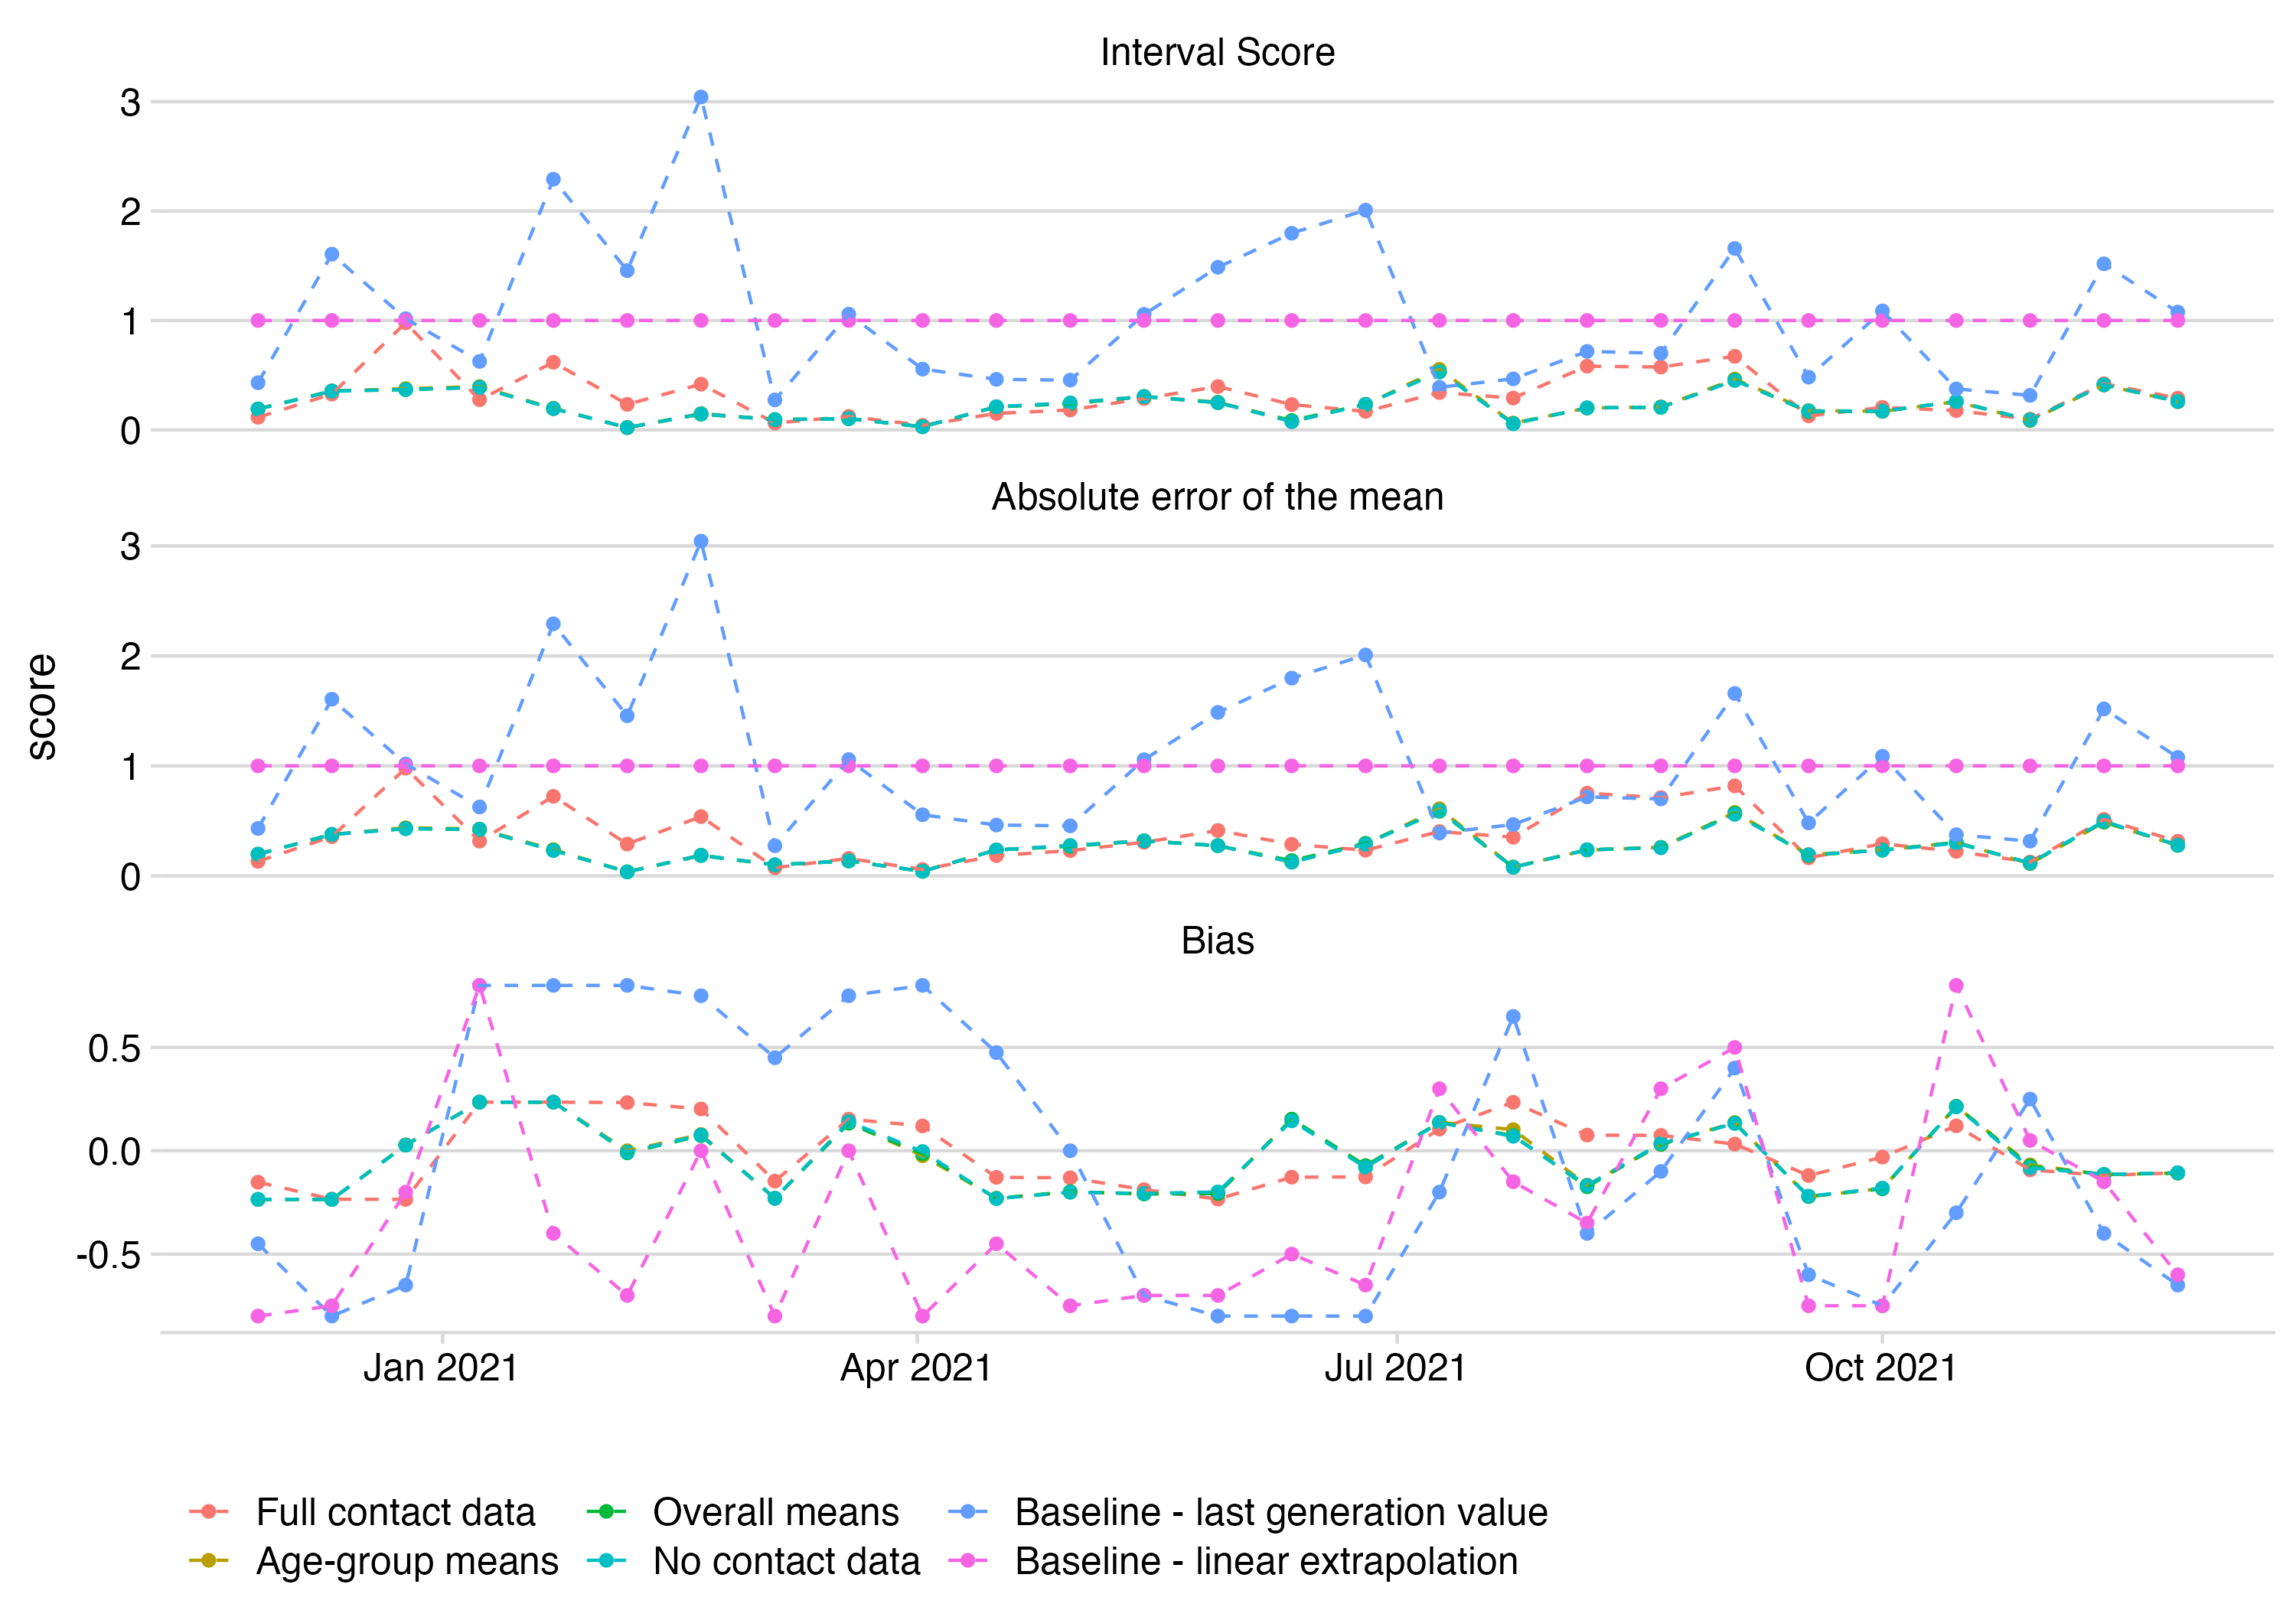 Interval Score
3
2
1
0
Absolute error of the mean
3
2
1
0
score
Bias
0.5
0.0
-0.5
Jan 2021 Apr 2021 Jul 2021 Oct 2021
Full contact data Overall means Baseline - last generation value
Age-group means No contact data Baseline - linear extrapolation